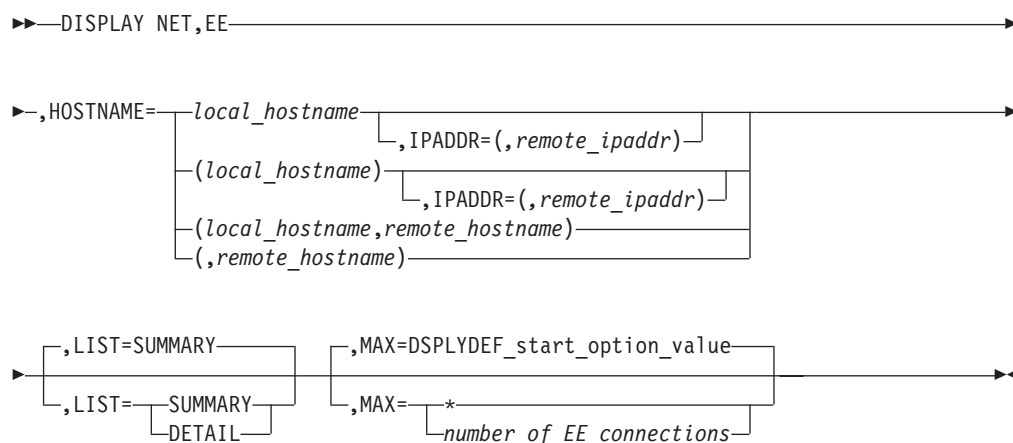 DISPLAY NET,EE
,HOSTNAME= local_hostname
,IPADDR=(,remote_ipaddr)
(local_hostname)
,IPADDR=(,remote_ipaddr)
(local_hostname,remote_hostname)
(,remote_hostname)
,LIST=SUMMARY ,MAX=DSPLYDEF_start_option_value
,LIST= SUMMARY ,MAX= *
DETAIL number of EE connections